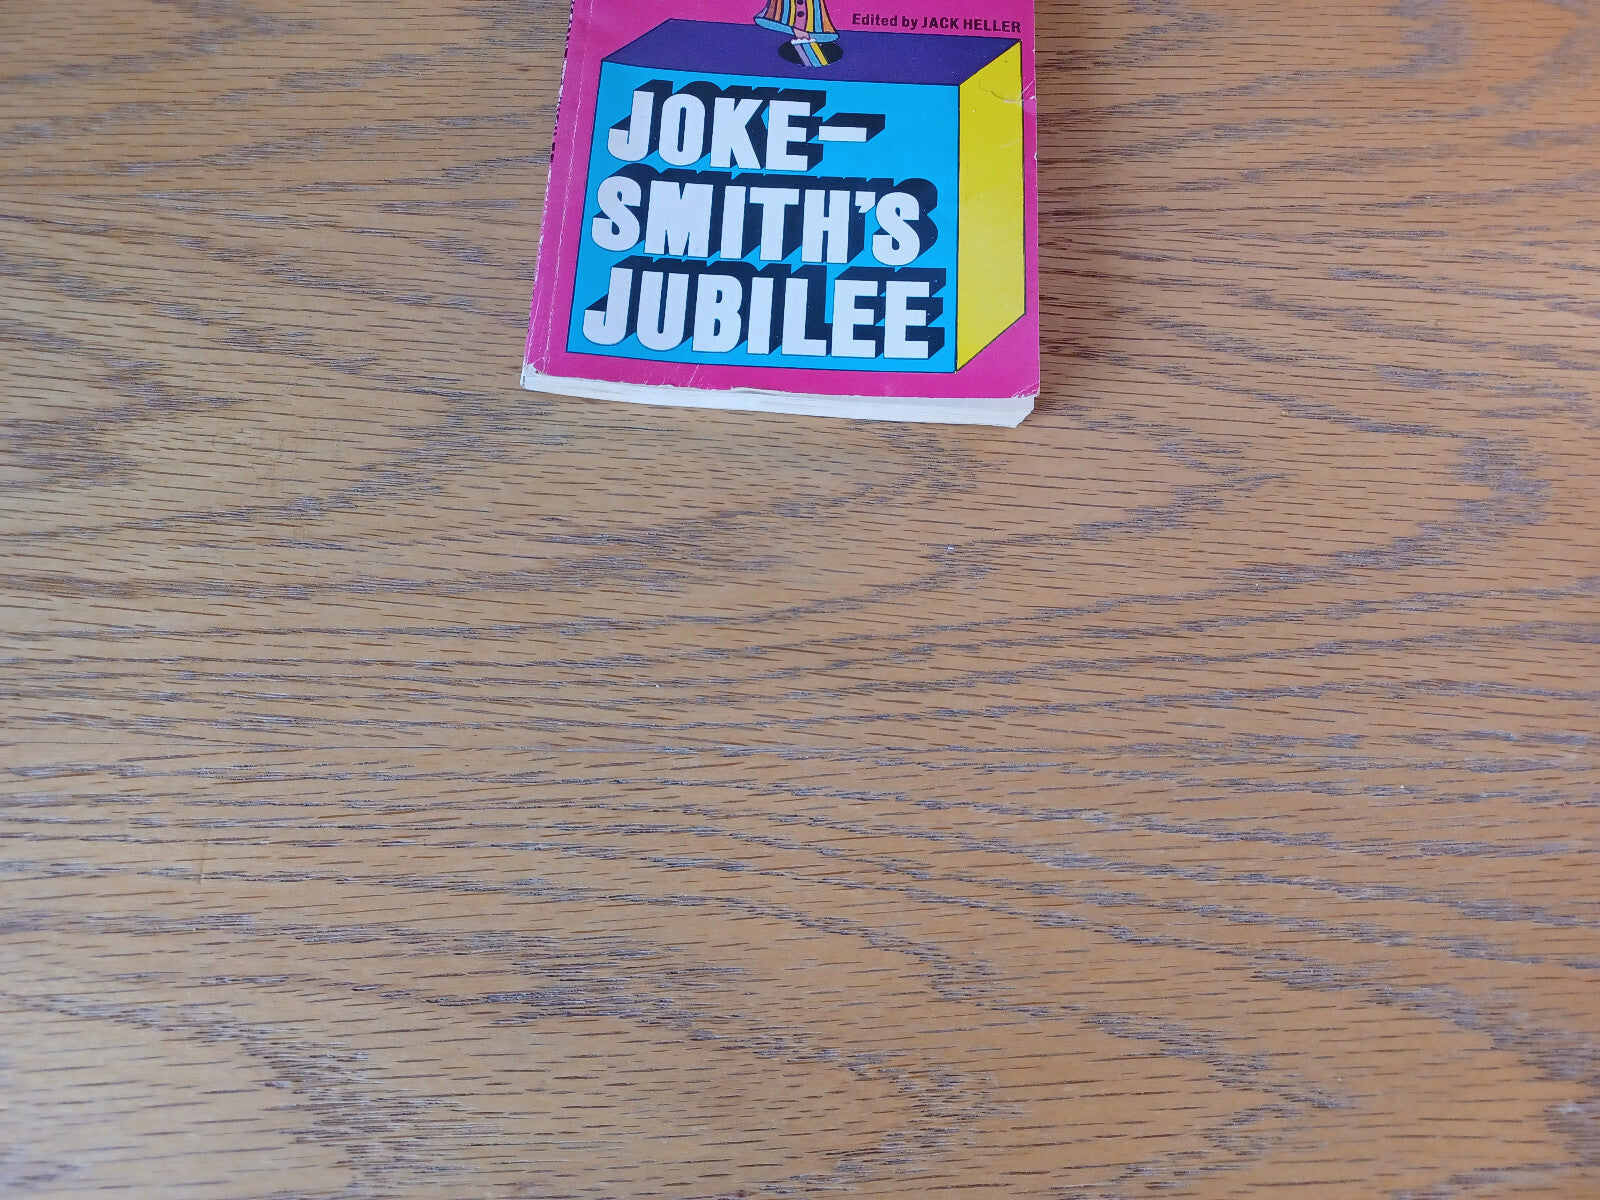 Edited by JACK HELLER
JOKE-
SMITH'S
JUBILEE